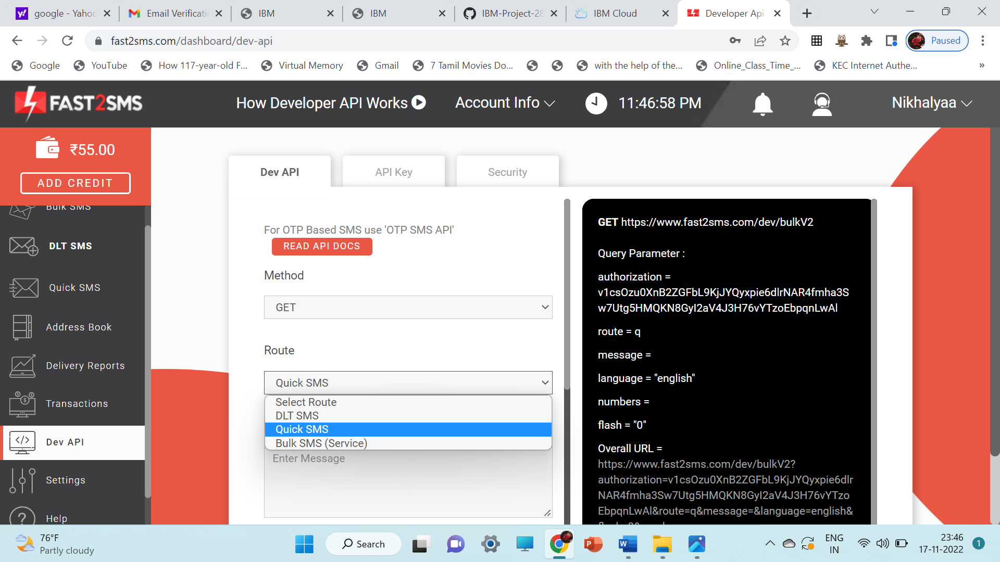 google - Yahoo
Email Verificati
IBM
IBM
IBM-Project-28
IBM Cloud
Developer Api
fast2sms.com/dashboard/dev-api
Paused
Google
YouTube
How 117-year-old F...
Virtual Memory
Gmail
7 Tamil Movies Do...
with the help of the...
Online_Class_Time_...
KEC Internet Authe...
FAST2SMS
How Developer API Works
Account Info
11:46:58 PM
Nikhalyaa
₹55.00
ADD CREDIT
Bulk SMS
DLT SMS
Quick SMS
Address Book
Delivery Reports
Transactions
Dev API
Settings
Help
Dev API
API Key
Security
For OTP Based SMS use 'OTP SMS API'
READ API DOCS
Method
GET
Route
Quick SMS
Select Route
DLT SMS
Quick SMS
Bulk SMS (Service)
Enter Message
GET https://www.fast2sms.com/dev/bulkV2
Query Parameter :
authorization =
v1csOzu0XnB2ZGFbL9KjJYQyxpie6dlrNAR4fmha3S
w7Utg5HMQKN8GyI2aV4J3H76vYTzoEbpqnLwAl
route = q
message =
language = "english"
numbers =
flash = "0"
Overall URL =
https://www.fast2sms.com/dev/bulkV2?
authorization=v1csOzu0XnB2ZGFbL9KjJYQyxpie6dlr
NAR4fmha3Sw7Utg5HMQKN8GyI2aV4J3H76vYTzo
EbpqnLwAl&route=q&message=&language=english&
76°F
Partly cloudy
Search
ENG
IN
23:46
17-11-2022
1